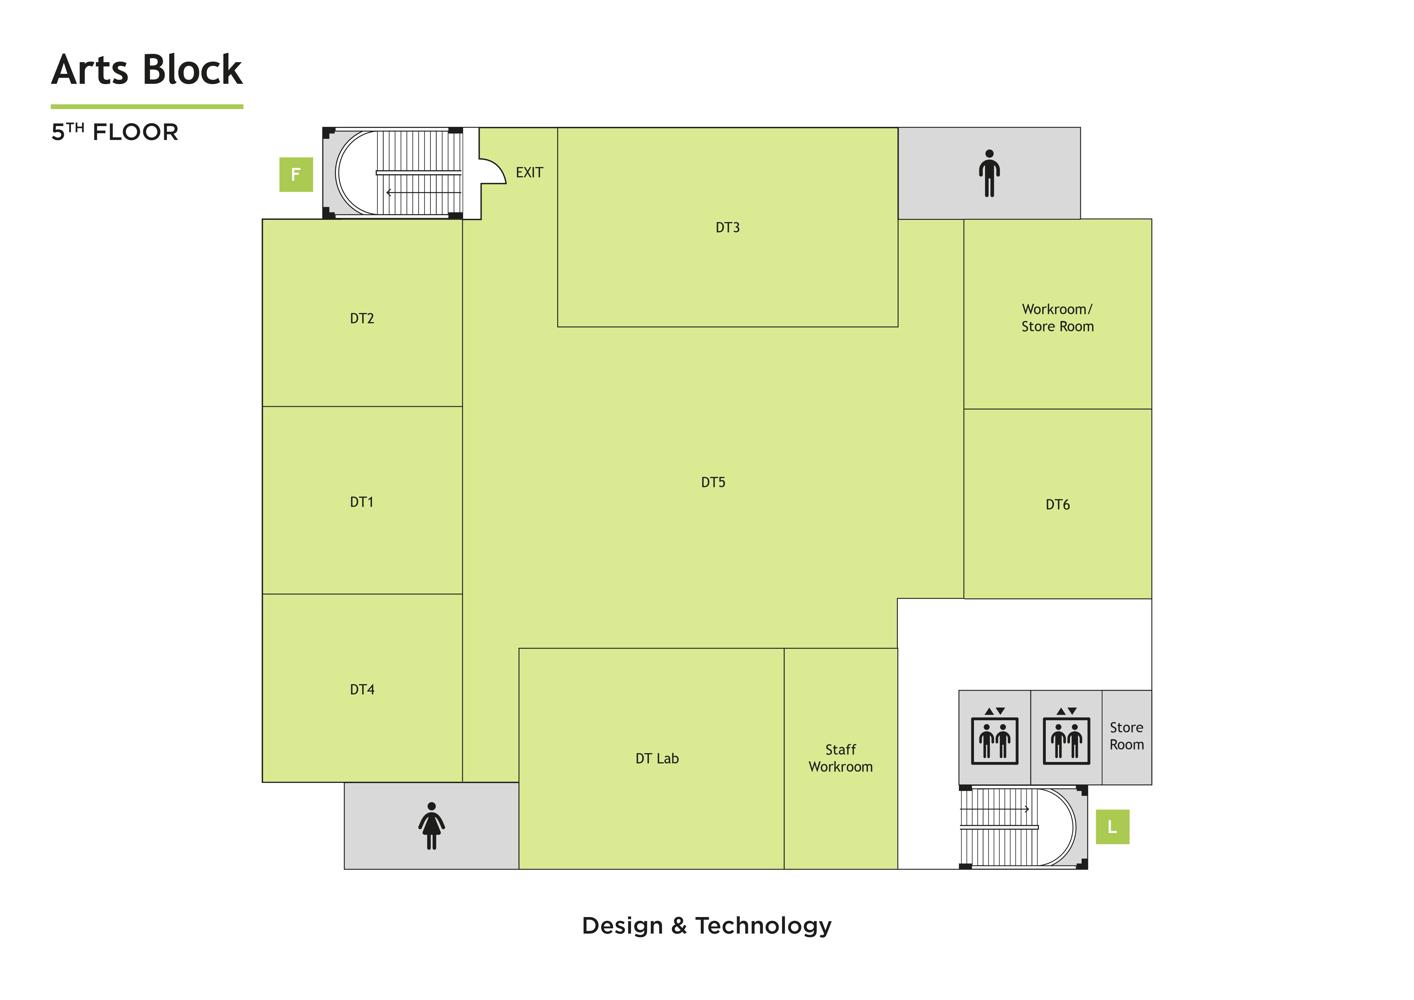 Arts Block
5TH FLOOR
F
EXIT
DT3
DT2
Workroom/
Store Room
DT5
DT1
DT6
DT4
Store
Room
Staff
Workroom
DT Lab
L
Design & Technology